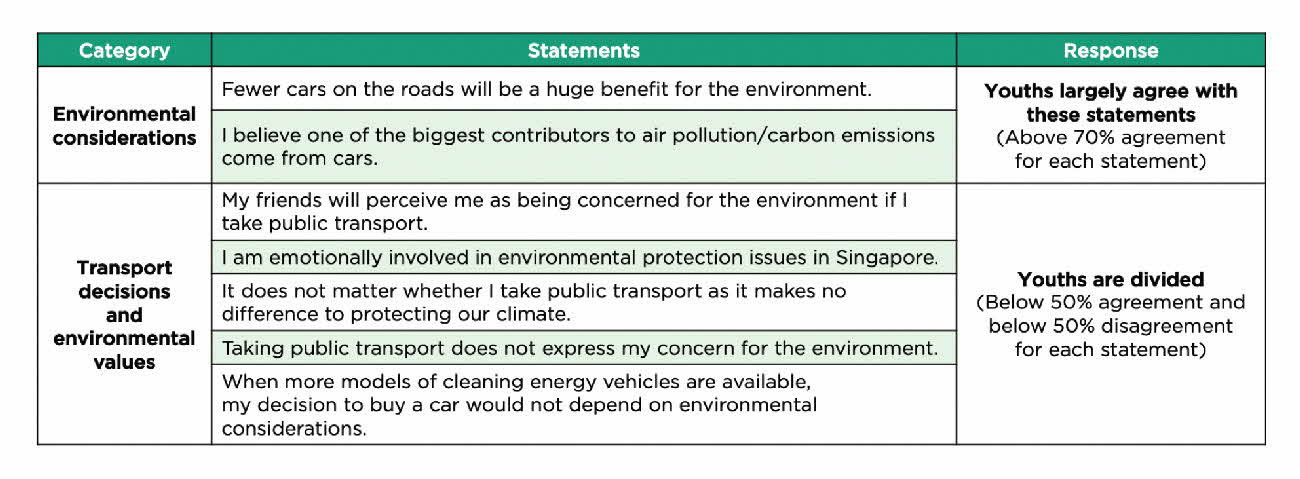 Category
Statements
Response
Environmental
considerations
Fewer cars on the roads will be a huge benefit for the environment.
I believe one of the biggest contributors to air pollution/carbon emissions
come from cars.
Youths largely agree with
these statements
(Above 70% agreement
for each statement)
Transport
decisions
and
environmental
values
My friends will perceive me as being concerned for the environment if I
take public transport.
I am emotionally involved in environmental protection issues in Singapore.
It does not matter whether I take public transport as it makes no
difference to protecting our climate.
Taking public transport does not express my concern for the environment.
When more models of cleaning energy vehicles are available,
my decision to buy a car would not depend on environmental
considerations.
Youths are divided
(Below 50% agreement and
below 50% disagreement
for each statement)